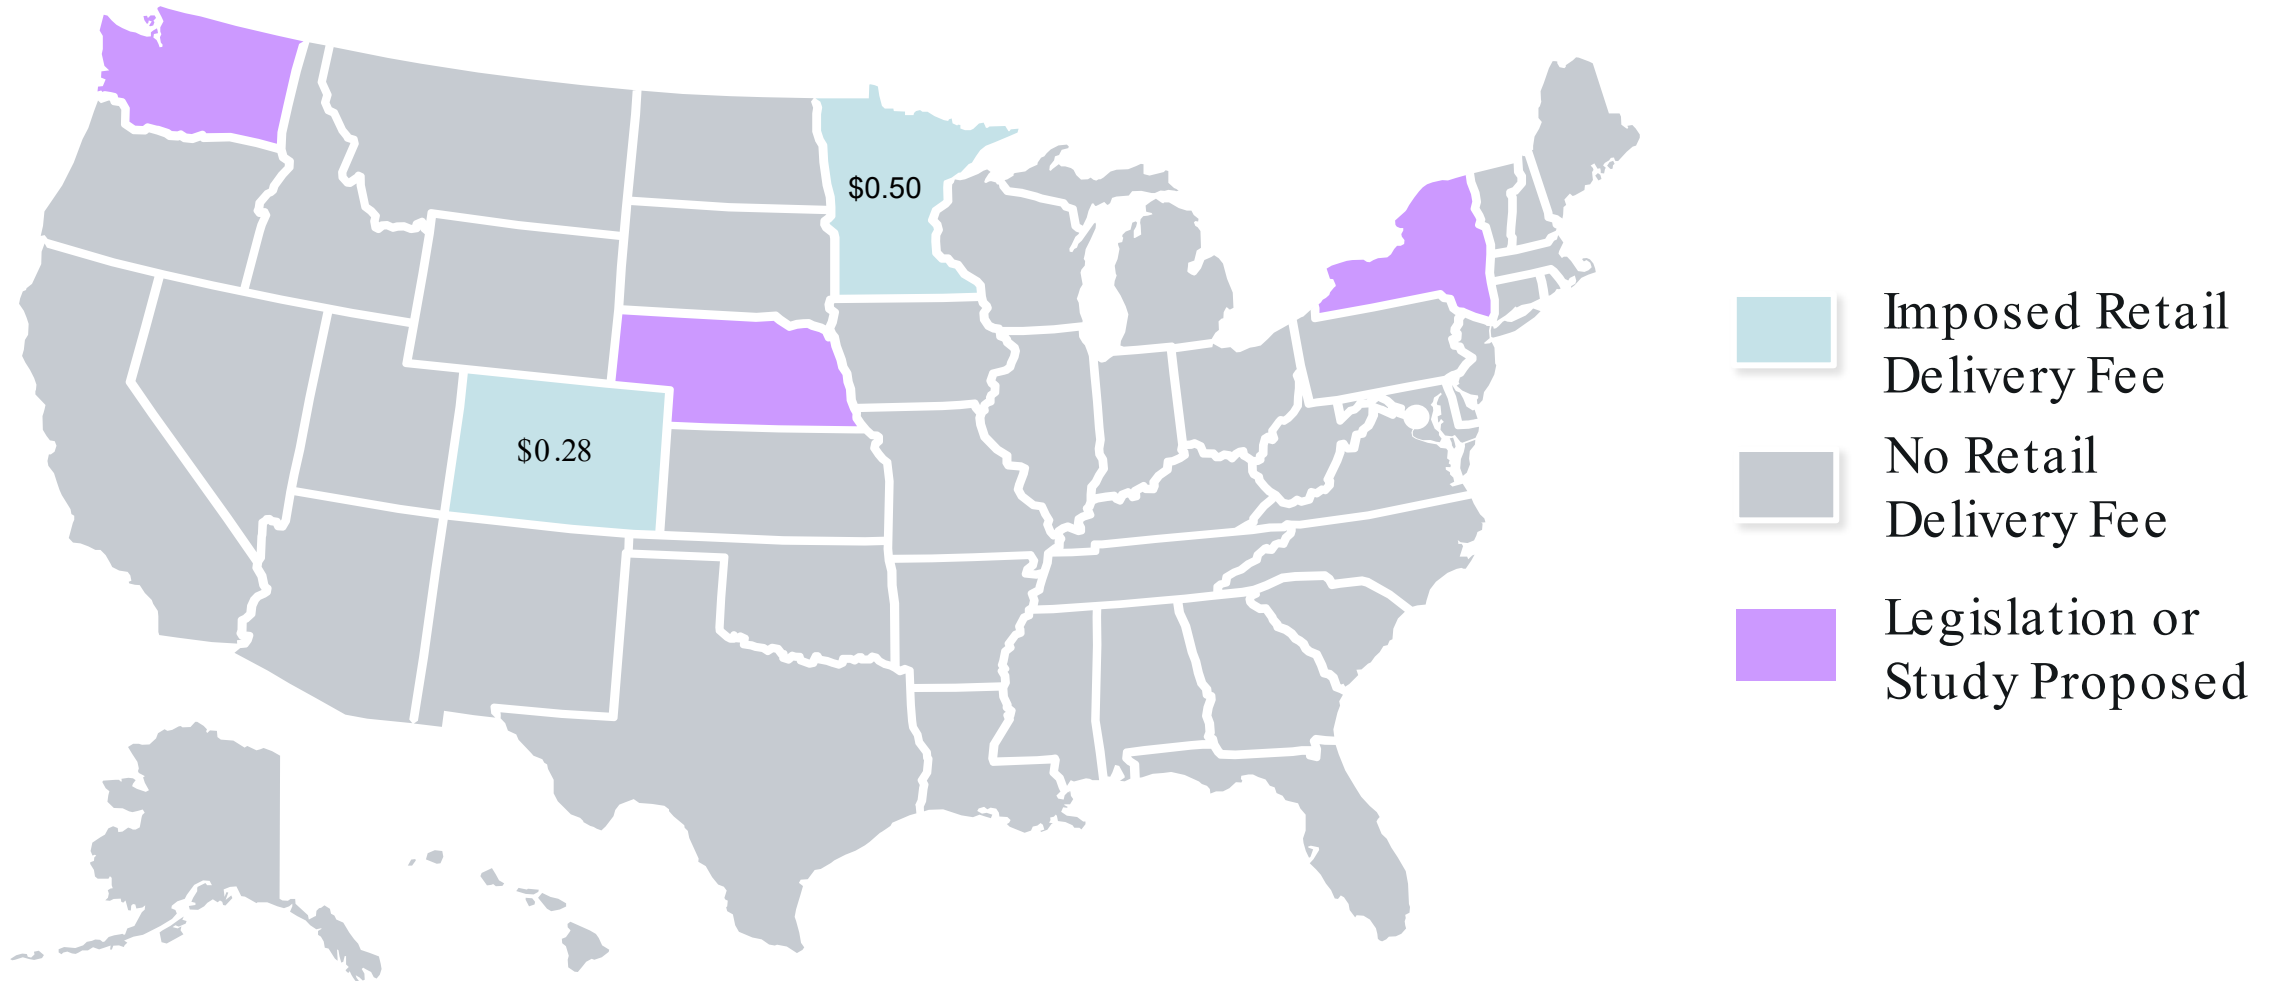 $0.50
$0.28
Imposed Retail
Delivery Fee
No Retail
Delivery Fee
Legislation or
Study Proposed